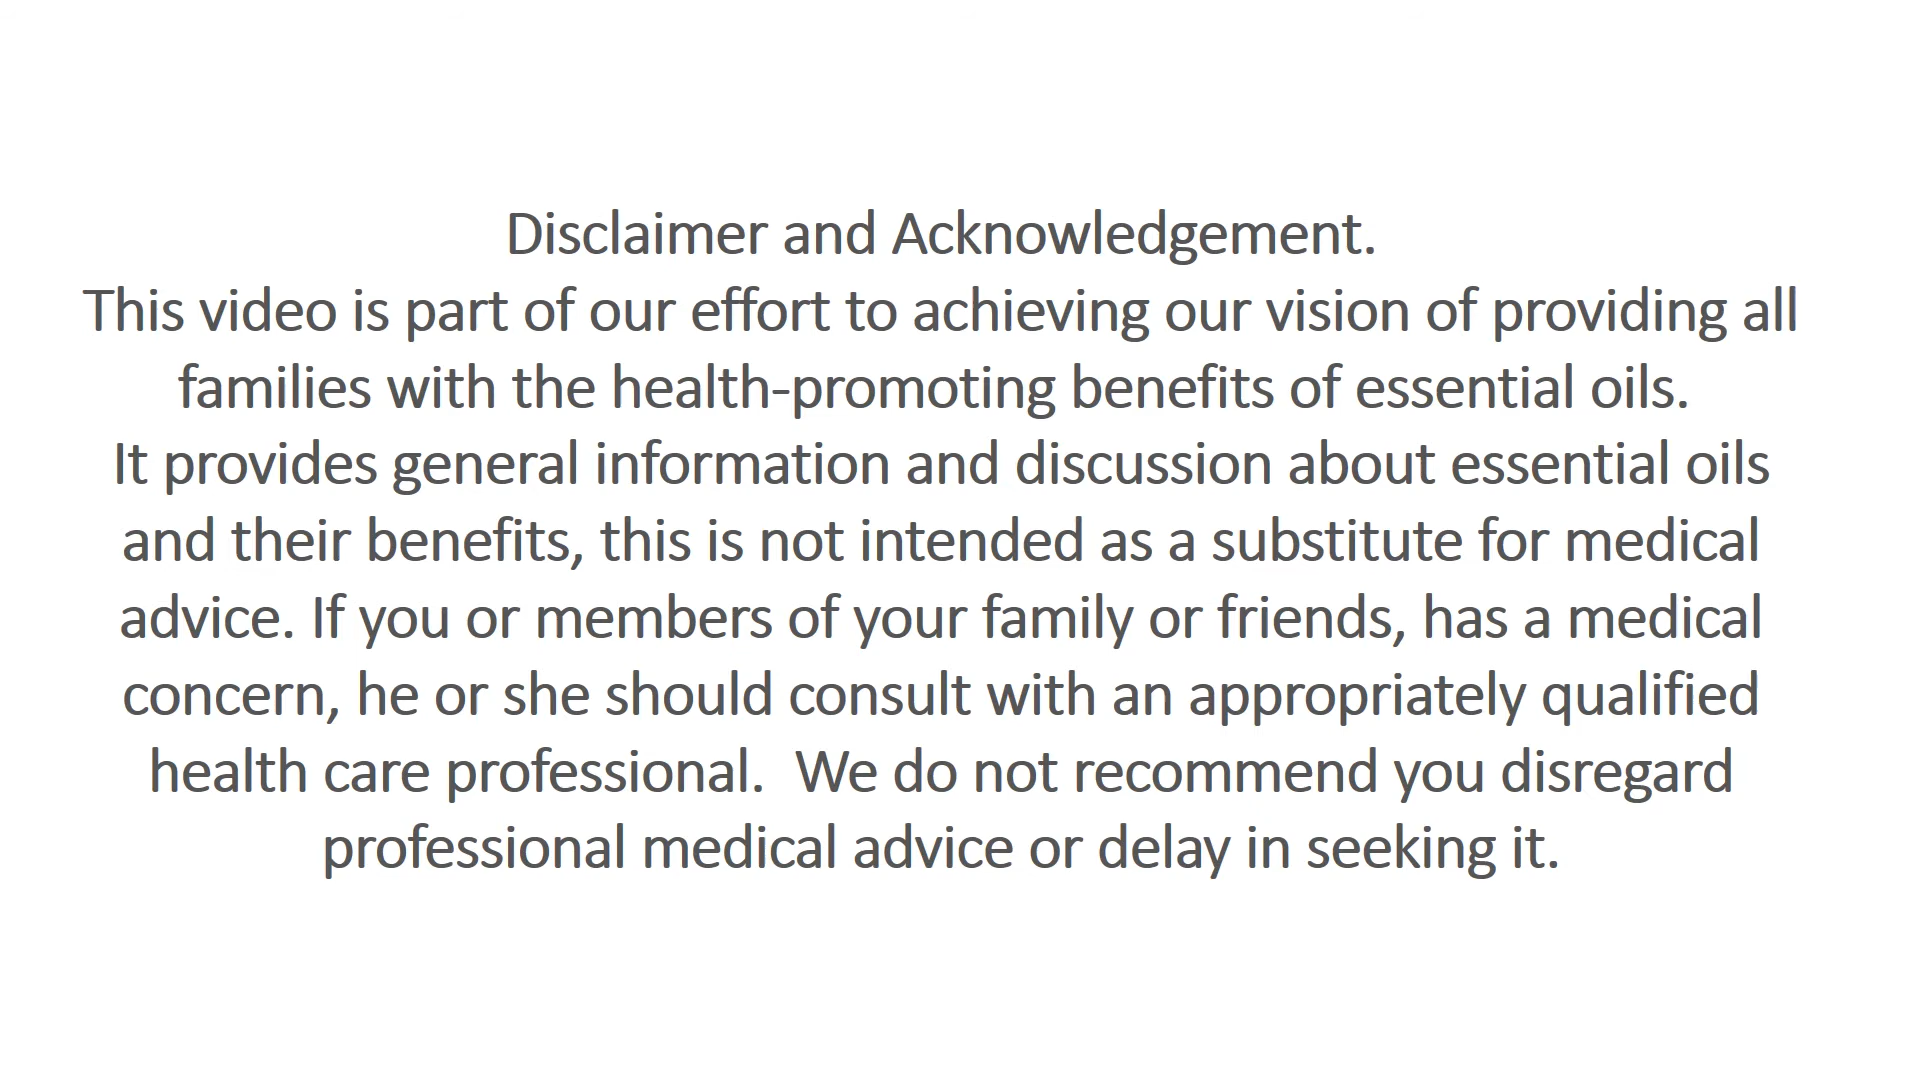 Disclaimer and Acknowledgement.
This video is part of our effort to achieving our vision of providing all
families with the health-promoting benefits of essential oils.
It provides general information and discussion about essential oils
and their benefits, this is not intended as a substitute for medical
advice. If you or members of your family or friends, has a medical
concern, he or she should consult with an appropriately qualified
health care professional.  We do not recommend you disregard
professional medical advice or delay in seeking it.